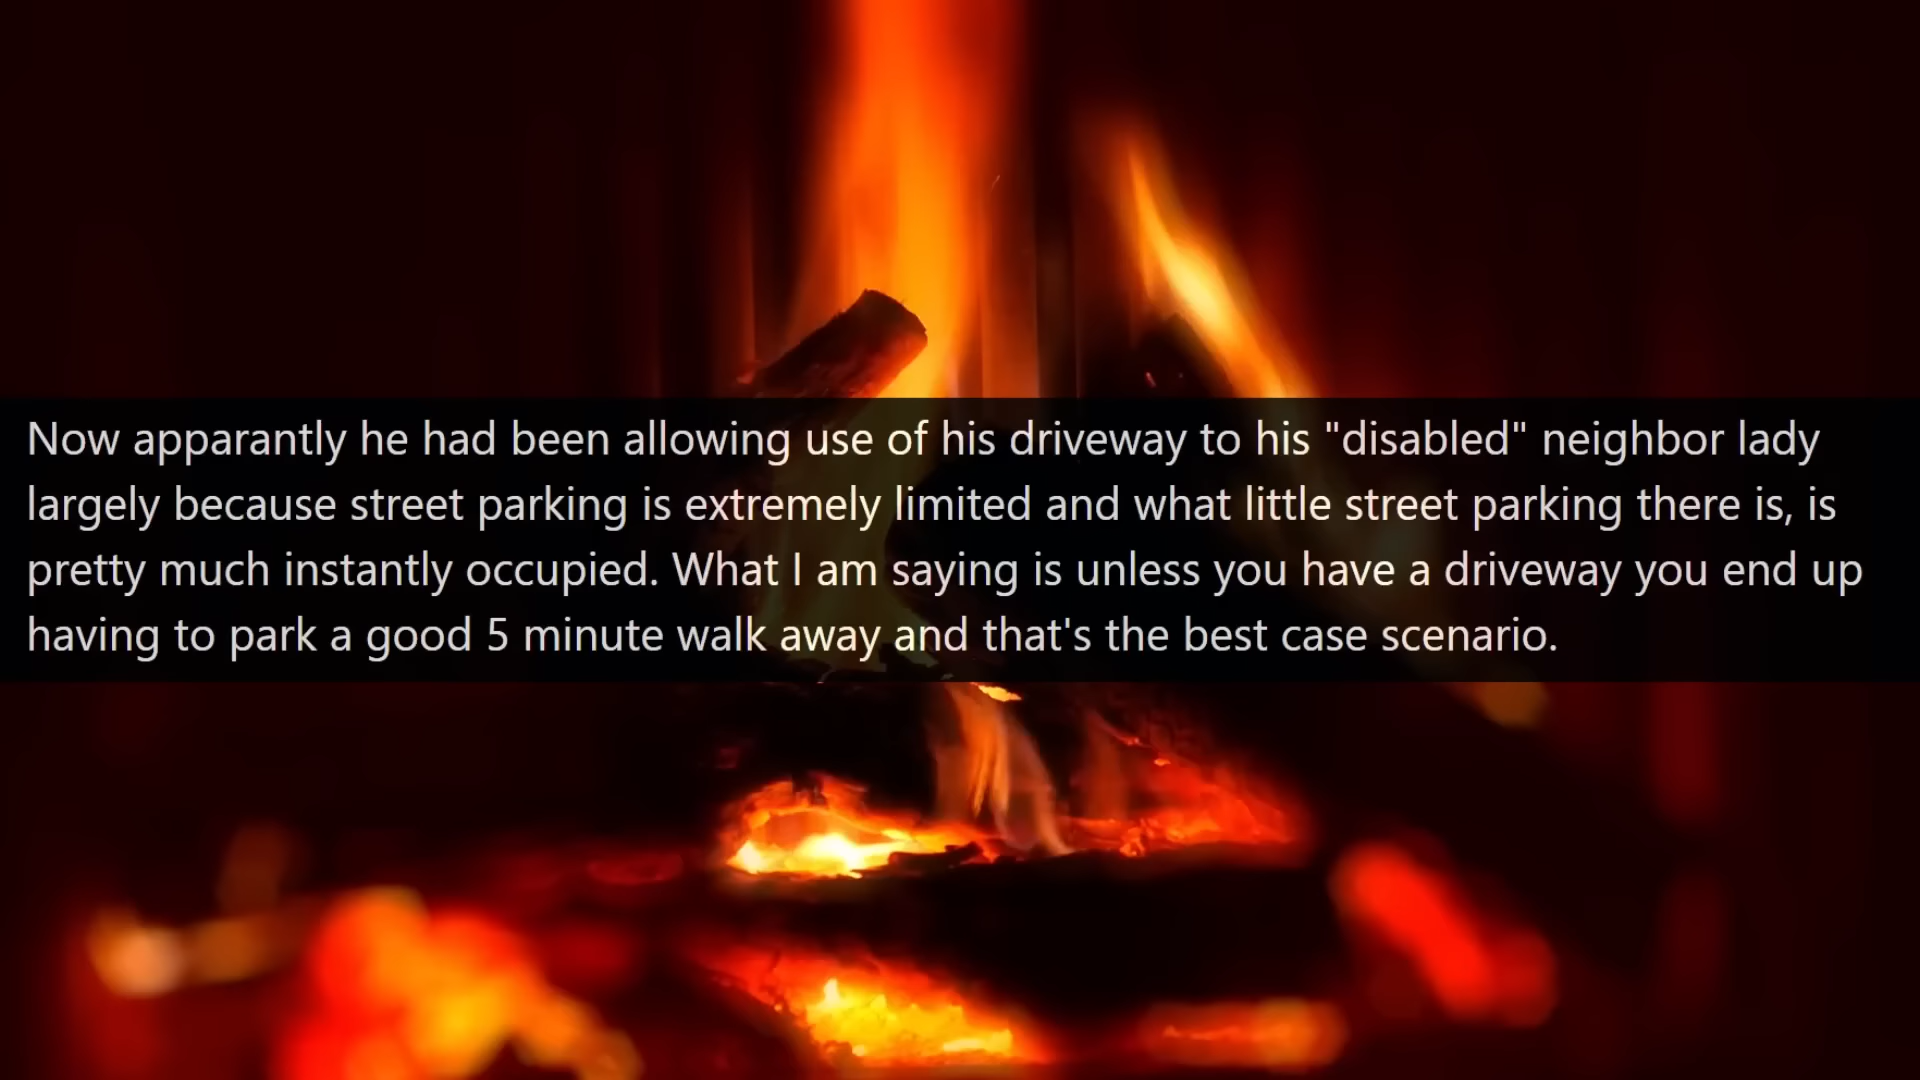 Now apparantly he had been allowing use of his driveway to his "disabled" neighbor lady
largely because street parking is extremely limited and what little street parking there is, is
pretty much instantly occupied. What I am saying is unless you have a driveway you end up
having to park a good 5 minute walk away and that's the best case scenario.